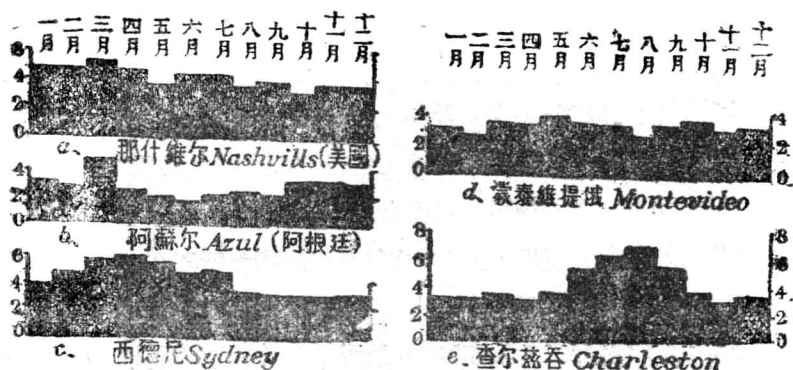 一月 二月 三月 四月 五月 六月 七月 八月 九月 十月 十一月 十二月
6
4
2
0
a、 那什維尔 Nashvills (美國)
4
2
0
b、 阿蘇尔 Azul (阿根廷)
6
4
2
0
c、 西德尼 Sydney
一月 二月 三月 四月 五月 六月 七月 八月 九月 十月 十一月 十二月
4 4
2 2
0 0
d、 蒙泰維提俄 Montevideo
8 8
6 6
4 4
2 2
0 0
e、 查尔兹吞 Charleston